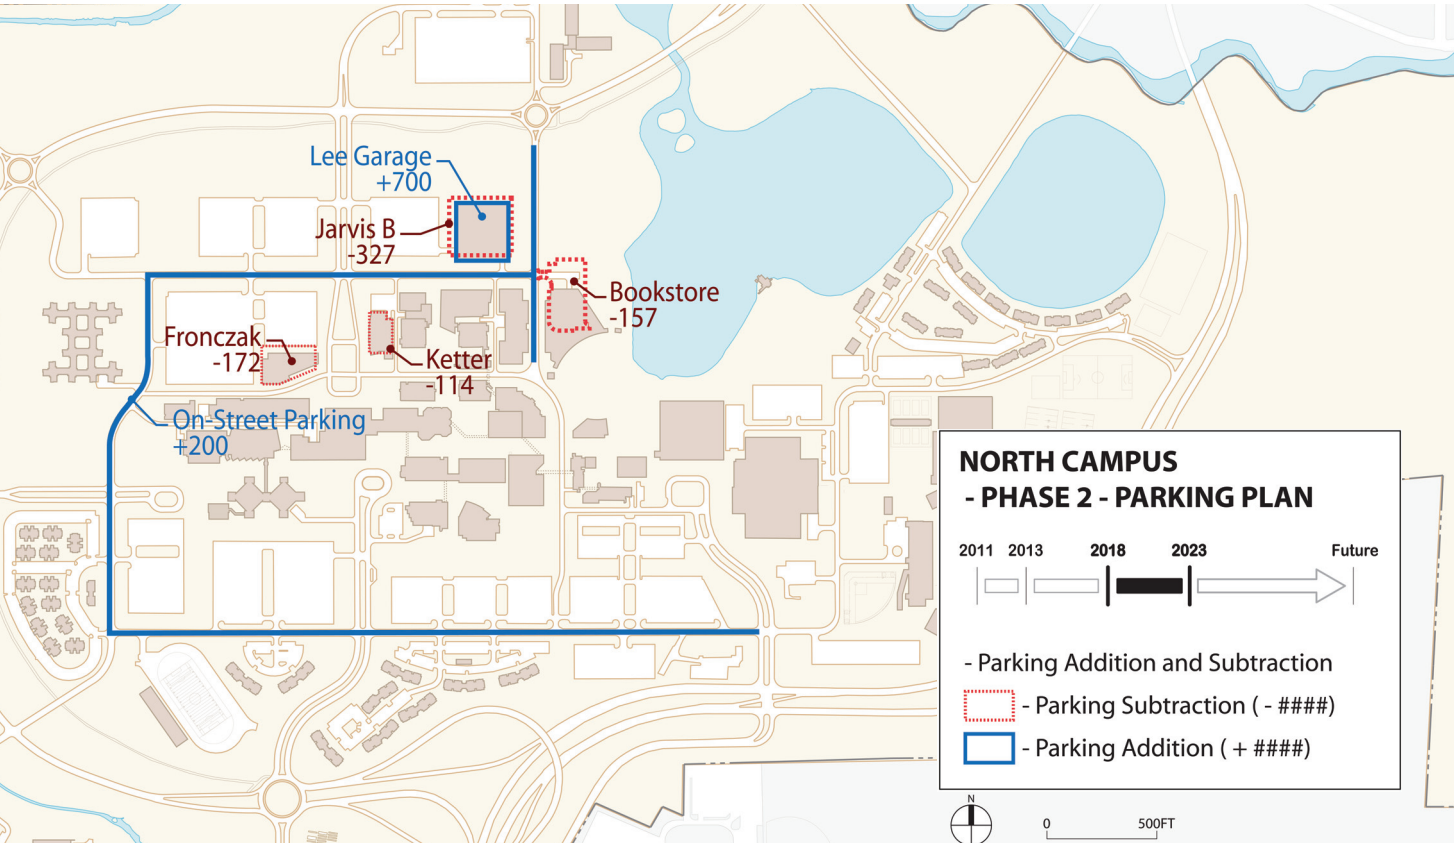 Lee Garage
+700
Jarvis B
-327
Bookstore
-157
Fronczak
-172
Ketter
-114
On-Street Parking
+200
NORTH CAMPUS
- PHASE 2 - PARKING PLAN
2011 2013 2018 2023 Future
- Parking Addition and Subtraction
- Parking Subtraction ( - ####)
- Parking Addition ( + ####)
N
0 500FT